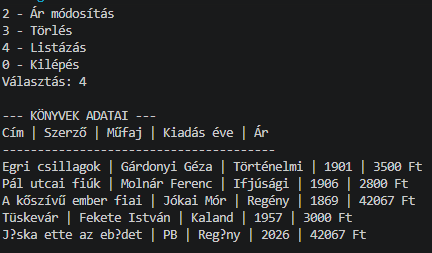 2 - Ár módosítás
3 - Törlés
4 - Listázás
0 - Kilépés
Választás: 4
--- KÖNYVEK ADATAI ---
Cím | Szerző | Műfaj | Kiadás éve | Ár
---------------------------------------
Egri csillagok | Gárdonyi Géza | Történelmi | 1901 | 3500 Ft
Pál utcai fiúk | Molnár Ferenc | Ifjúsági | 1906 | 2800 Ft
A kőszívű ember fiai | Jókai Mór | Regény | 1869 | 42067 Ft
Tüskevár | Fekete István | Kaland | 1957 | 3000 Ft
J?ska ette az eb?det | PB | Reg?ny | 2026 | 42067 Ft